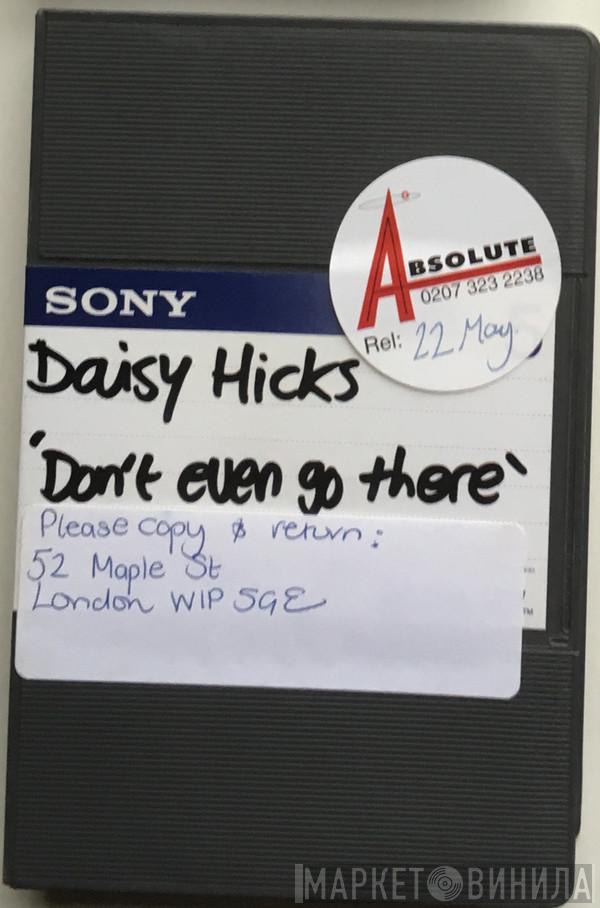 ABSOLUTE
0207 323 2238
Rel: 22 May.
SONY
Daisy Hicks
'Don't even go there'
Please copy & return:
52 Maple St
London W1P 5GE
TM
МАРКЕТ ВИНИЛА